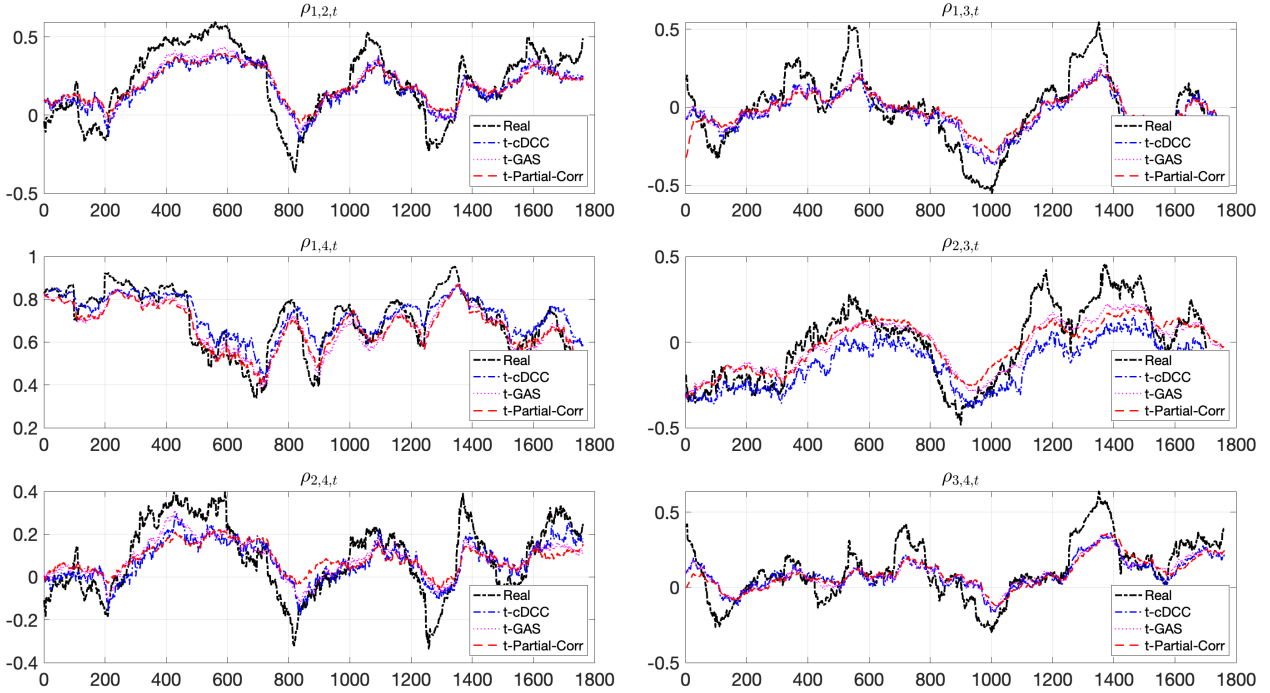 ρ1,2,t
0.5
0
-0.5
0 200 400 600 800 1000 1200 1400 1600 1800
Real
t-cDCC
t-GAS
t-Partial-Corr
ρ1,3,t
0.5
0
-0.5
0 200 400 600 800 1000 1200 1400 1600 1800
Real
t-cDCC
t-GAS
t-Partial-Corr
ρ1,4,t
1
0.8
0.6
0.4
0.2
0 200 400 600 800 1000 1200 1400 1600 1800
Real
t-cDCC
t-GAS
t-Partial-Corr
ρ2,3,t
0.5
0
-0.5
0 200 400 600 800 1000 1200 1400 1600 1800
Real
t-cDCC
t-GAS
t-Partial-Corr
ρ2,4,t
0.4
0.2
0
-0.2
-0.4
0 200 400 600 800 1000 1200 1400 1600 1800
Real
t-cDCC
t-GAS
t-Partial-Corr
ρ3,4,t
0.5
0
-0.5
0 200 400 600 800 1000 1200 1400 1600 1800
Real
t-cDCC
t-GAS
t-Partial-Corr